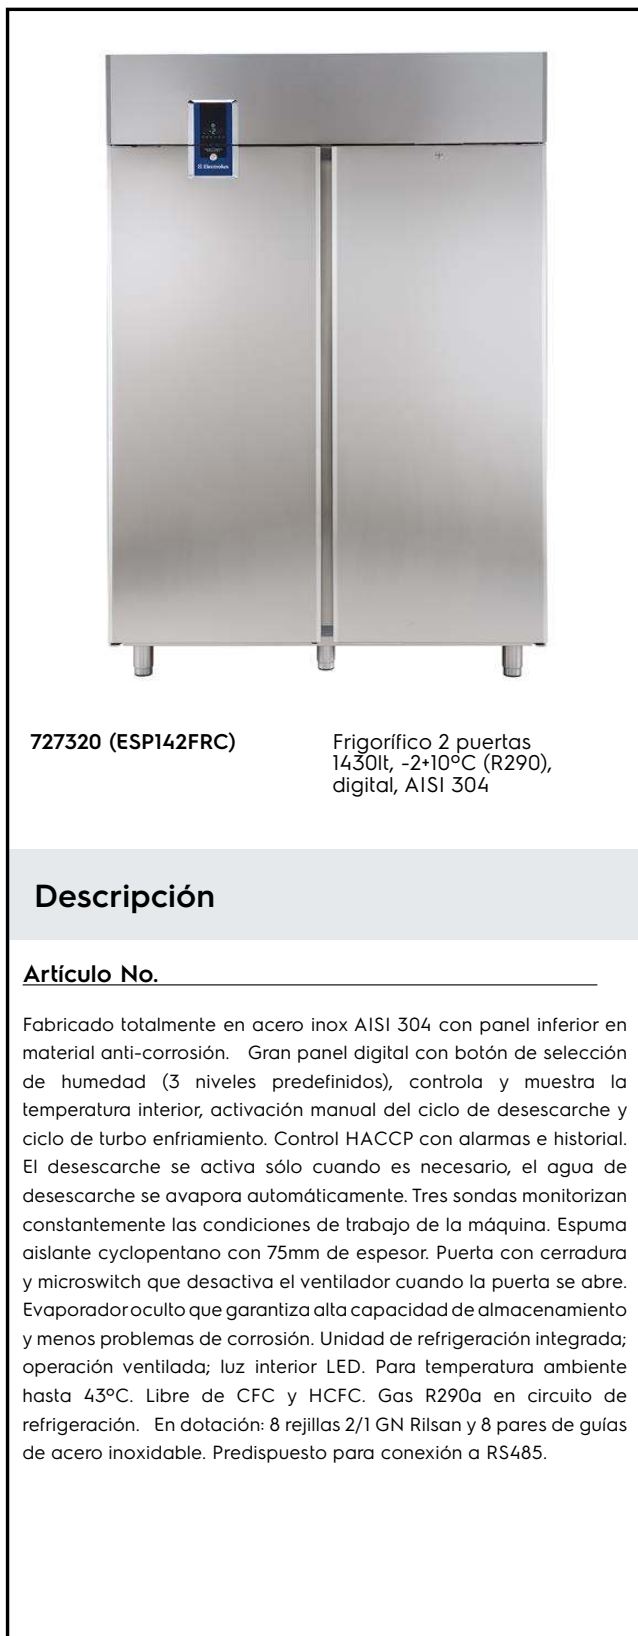 Electrolux
727320 (ESP142FRC)
Frigorífico 2 puertas
1430lt, -2+10°C (R290),
digital, AISI 304
Descripción
Artículo No.
Fabricado totalmente en acero inox AISI 304 con panel inferior en
material anti-corrosión. Gran panel digital con botón de selección
de humedad (3 niveles predefinidos), controla y muestra la
temperatura interior, activación manual del ciclo de desescarche y
ciclo de turbo enfriamiento. Control HACCP con alarmas e historial.
El desescarche se activa sólo cuando es necesario, el agua de
desescarche se avapora automáticamente. Tres sondas monitorizan
constantemente las condiciones de trabajo de la máquina. Espuma
aislante cyclopentano con 75mm de espesor. Puerta con cerradura
y microswitch que desactiva el ventilador cuando la puerta se abre.
Evaporador oculto que garantiza alta capacidad de almacenamiento
y menos problemas de corrosión. Unidad de refrigeración integrada;
operación ventilada; luz interior LED. Para temperatura ambiente
hasta 43°C. Libre de CFC y HCFC. Gas R290a en circuito de
refrigeración. En dotación: 8 rejillas 2/1 GN Rilsan y 8 pares de guías
de acero inoxidable. Predispuesto para conexión a RS485.